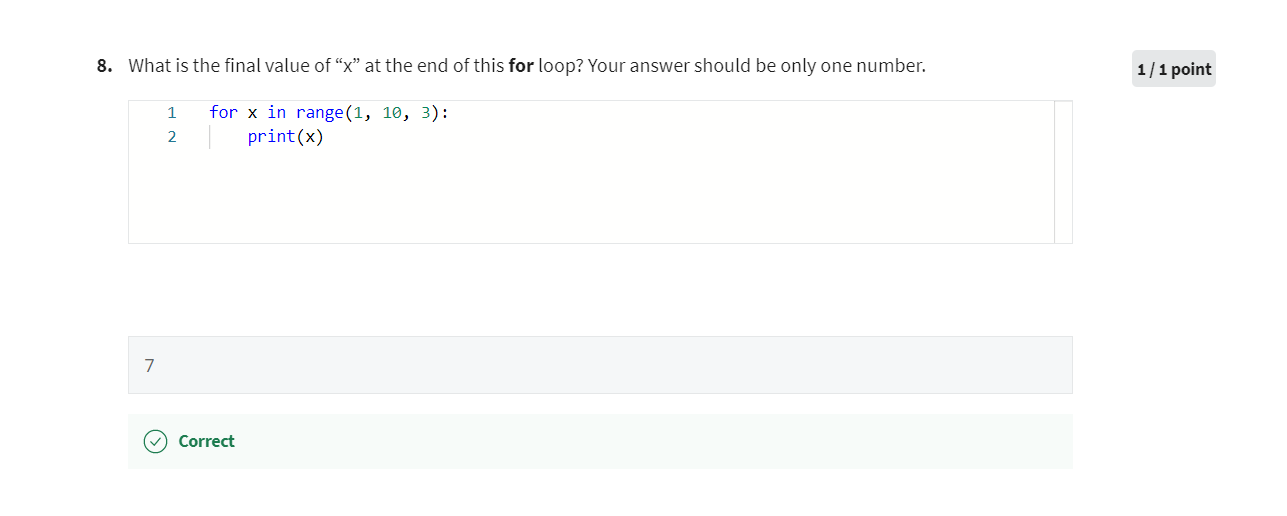 8. What is the final value of “x” at the end of this for loop? Your answer should be only one number.
1 / 1 point
1 for x in range(1, 10, 3):
2 print(x)
7
Correct